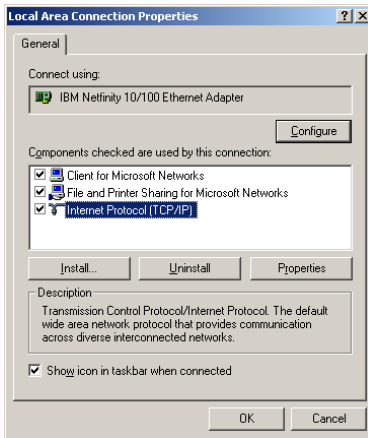 Local Area Connection Properties
General
Connect using:
IBM Netfinity 10/100 Ethernet Adapter
Configure
Components checked are used by this connection:
Client for Microsoft Networks
File and Printer Sharing for Microsoft Networks
Internet Protocol (TCP/IP)
Install... Uninstall Properties
Description
Transmission Control Protocol/Internet Protocol. The default
wide area network protocol that provides communication
across diverse interconnected networks.
Show icon in taskbar when connected
OK Cancel